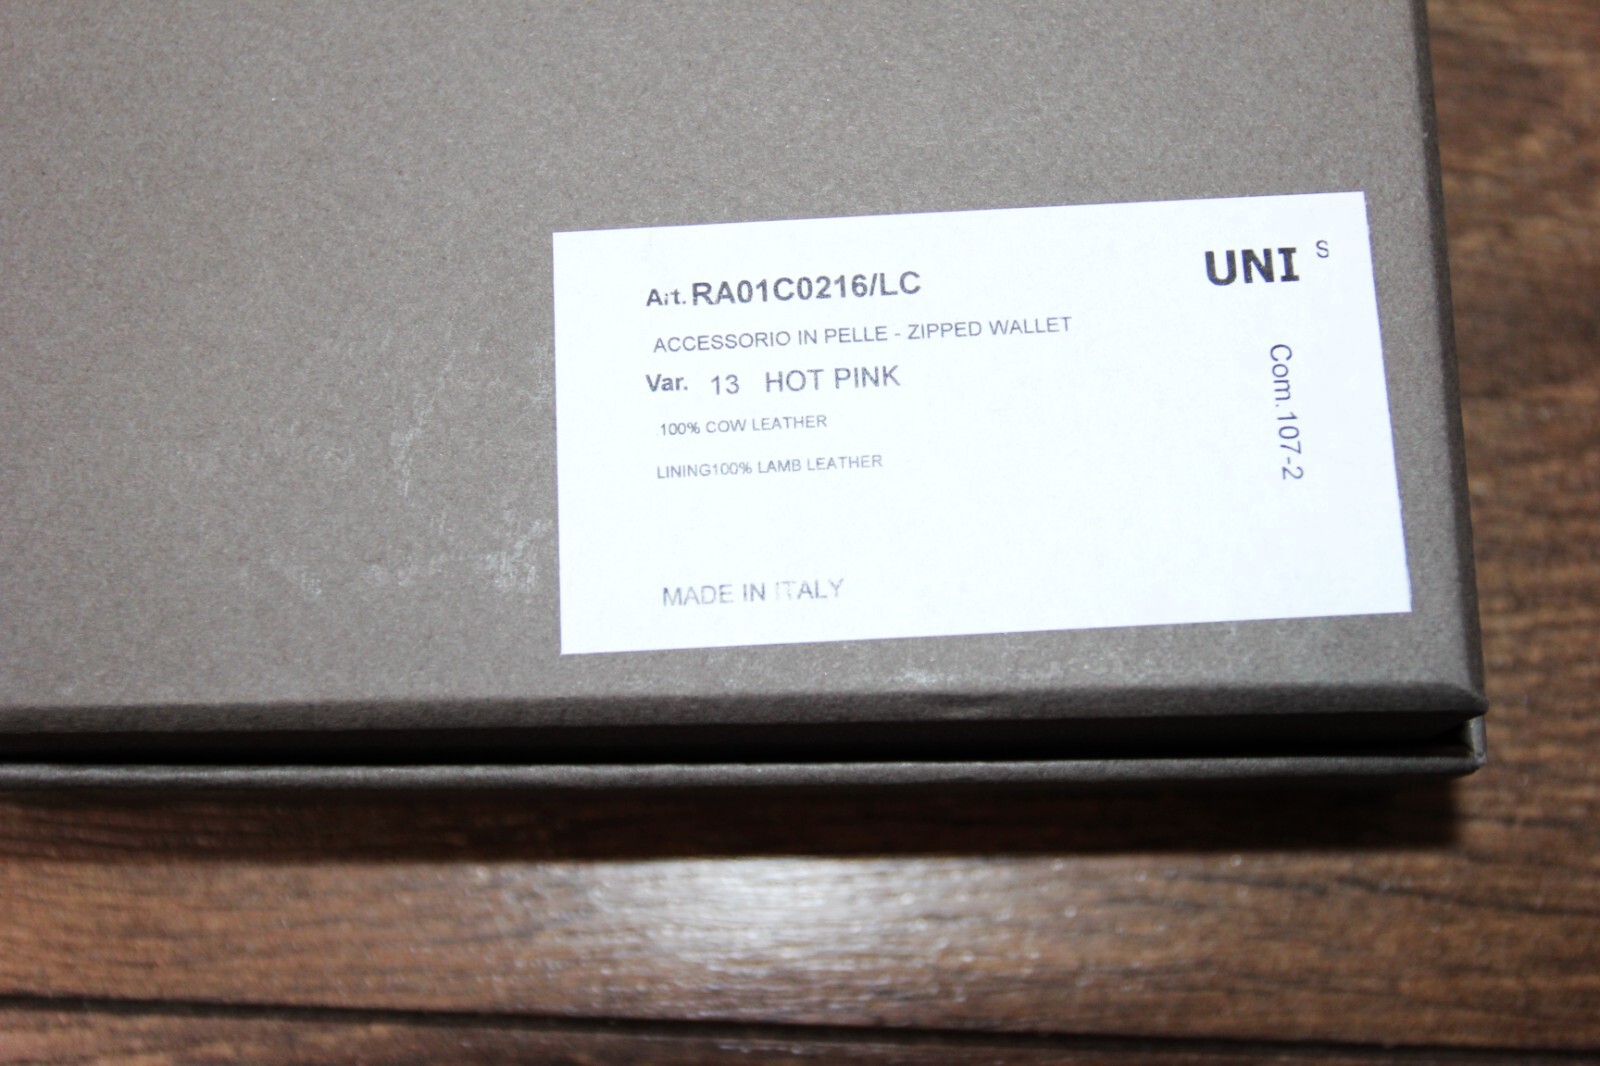 Art. RA01C0216/LC
UNI S
ACCESSORIO IN PELLE - ZIPPED WALLET
Var. 13 HOT PINK
100% COW LEATHER
LINING100% LAMB LEATHER
MADE IN ITALY
Com.107-2